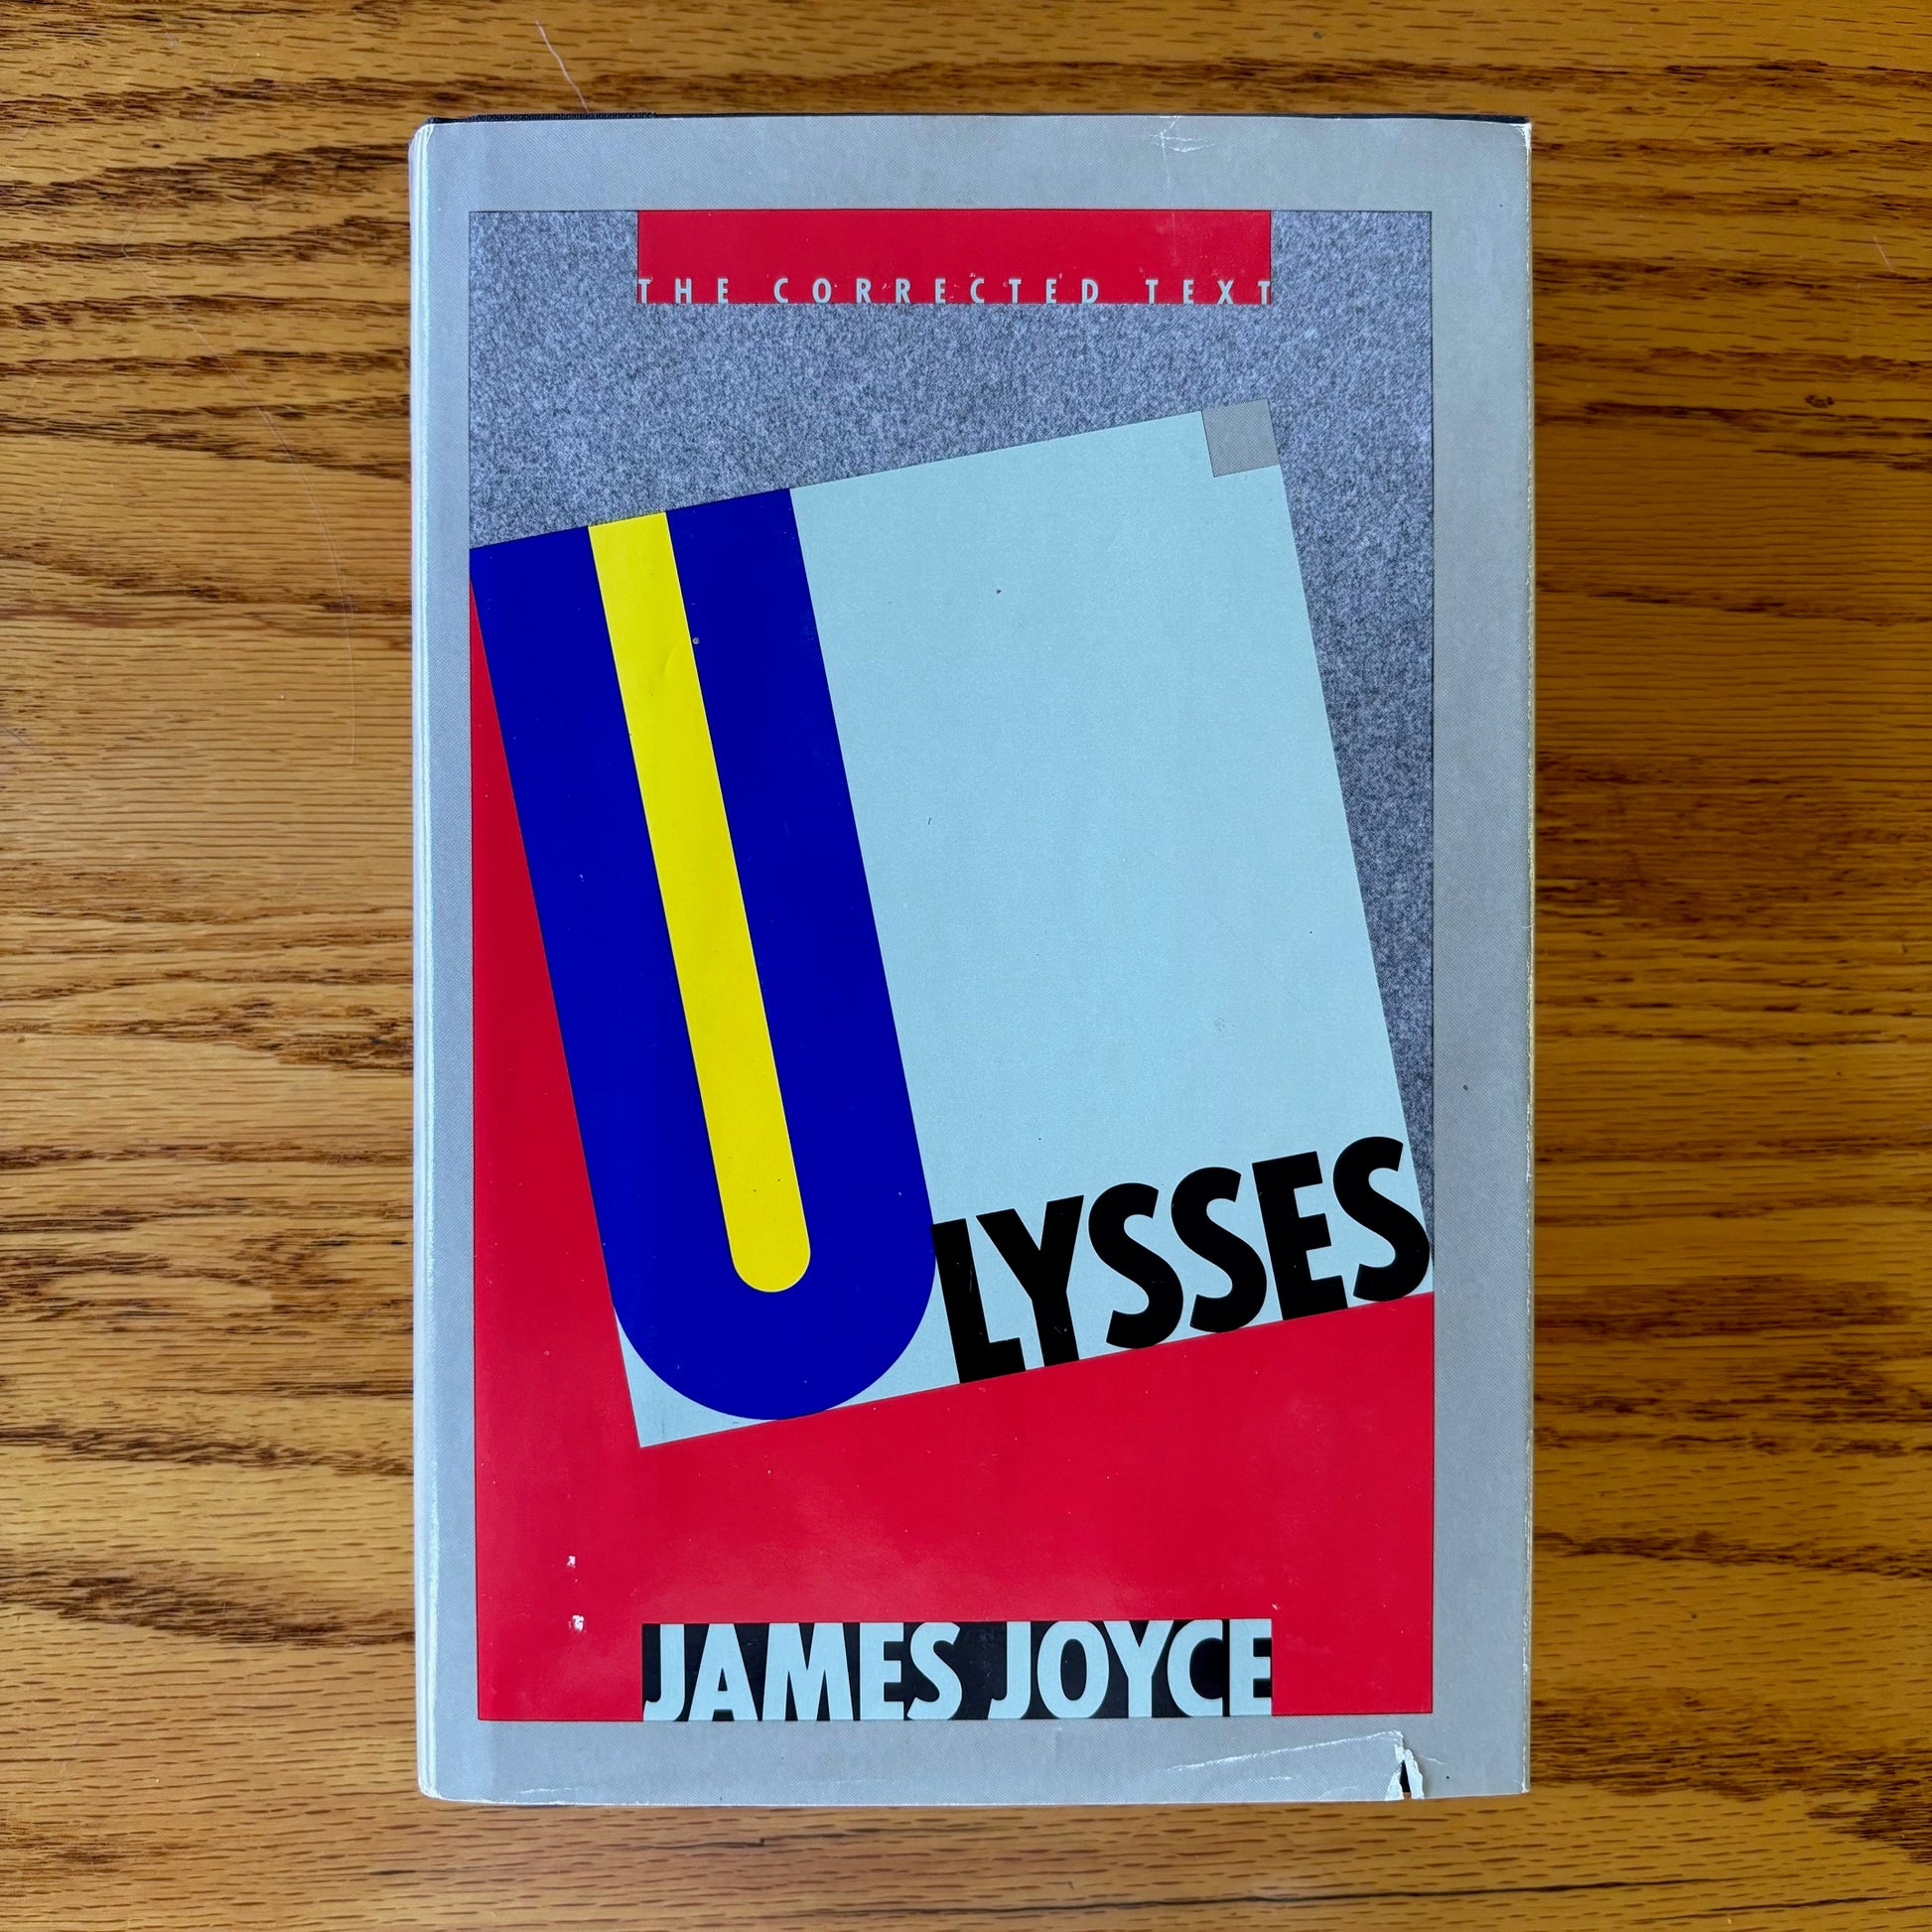 THE CORRECTED TEXT
ULYSSES
JAMES JOYCE